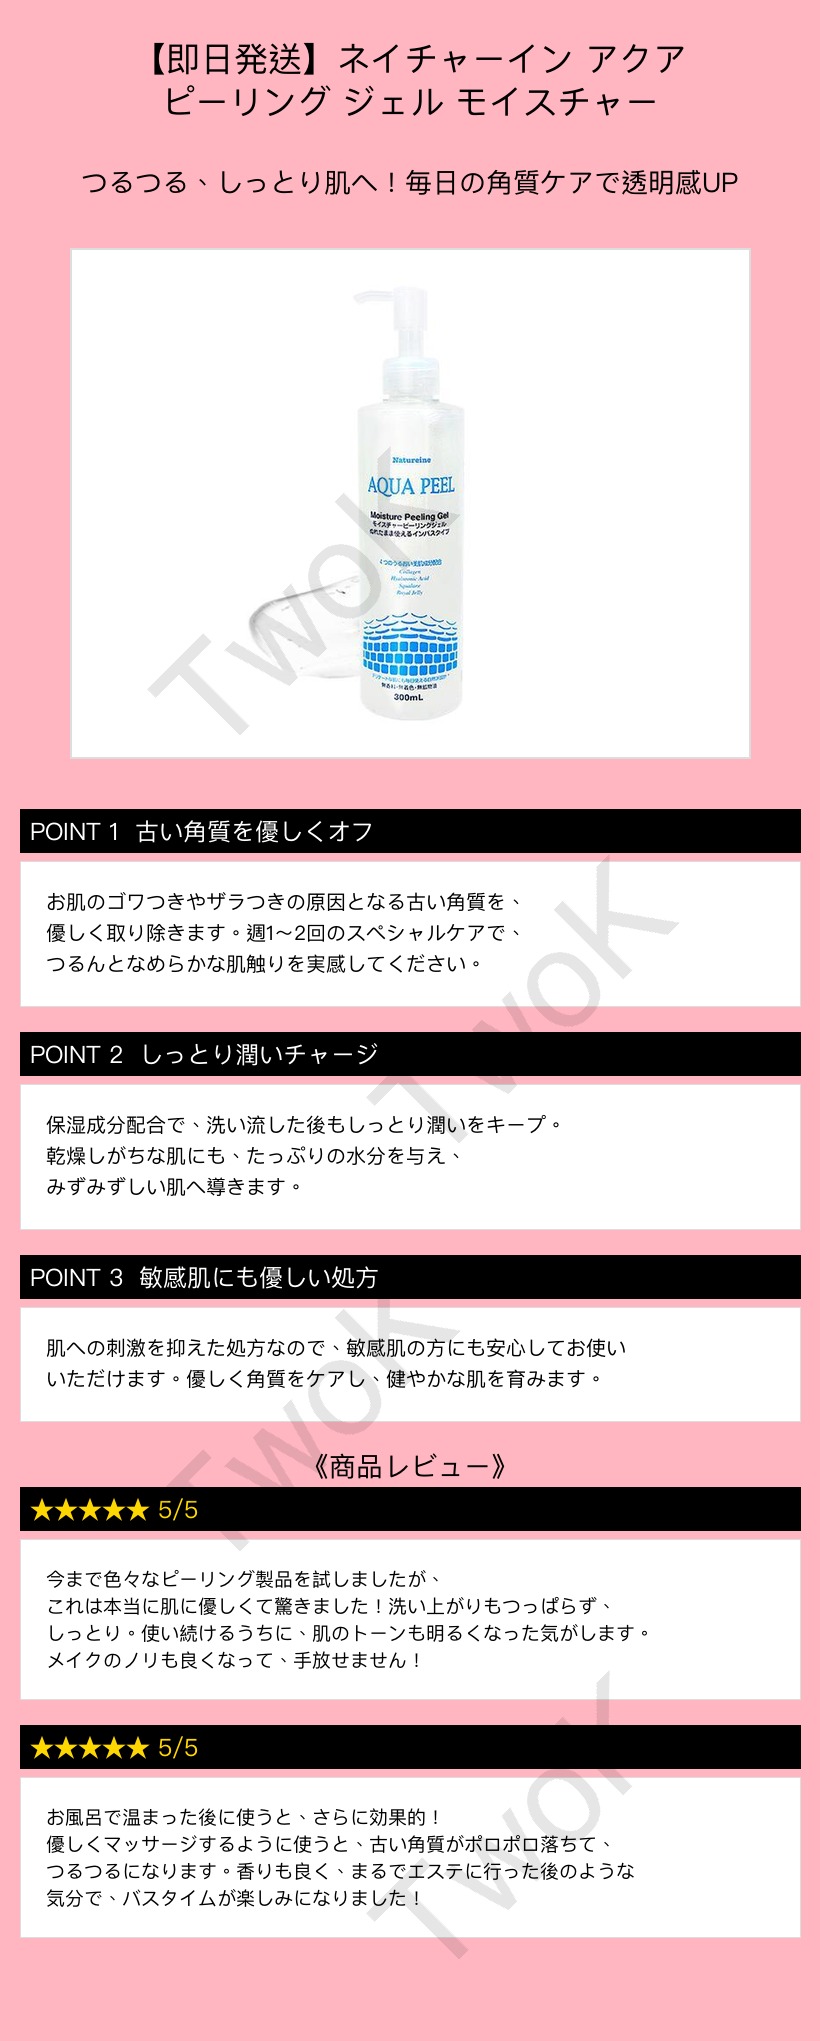 【即日発送】ネイチャーイン アクア
ピーリング ジェル モイスチャー
つるつる、しっとり肌へ！毎日の角質ケアで透明感UP
Natureine
AQUA PEEL
Moisture Peeling Gel
モイスチャーピーリングジェル
ぬれたまま使えるインバスタイプ
4つのうるおい美肌成分配合
Collagen
Hyaluronic Acid
Squalane
Royal Jelly
無香料・無着色・無鉱物油
300mL
TwoK
POINT 1 古い角質を優しくオフ
お肌のゴワつきやザラつきの原因となる古い角質を、
優しく取り除きます。週1〜2回のスペシャルケアで、
つるんとなめらかな肌触りを実感してください。
TwoK
POINT 2 しっとり潤いチャージ
保湿成分配合で、洗い流した後もしっとり潤いをキープ。
乾燥しがちな肌にも、たっぷりの水分を与え、
みずみずしい肌へ導きます。
POINT 3 敏感肌にも優しい処方
肌への刺激を抑えた処方なので、敏感肌の方にも安心してお使い
いただけます。優しく角質をケアし、健やかな肌を育みます。
TwoK
《商品レビュー》
★★★★★ 5/5
今まで色々なピーリング製品を試しましたが、
これは本当に肌に優しくて驚きました！洗い上がりもつっぱらず、
しっとり。使い続けるうちに、肌のトーンも明るくなった気がします。
メイクのノリも良くなって、手放せません！
★★★★★ 5/5
お風呂で温まった後に使うと、さらに効果的！
優しくマッサージするように使うと、古い角質がポロポロ落ちて、
つるつるになります。香りも良く、まるでエステに行った後のような
気分で、バスタイムが楽しみになりました！
TwoK